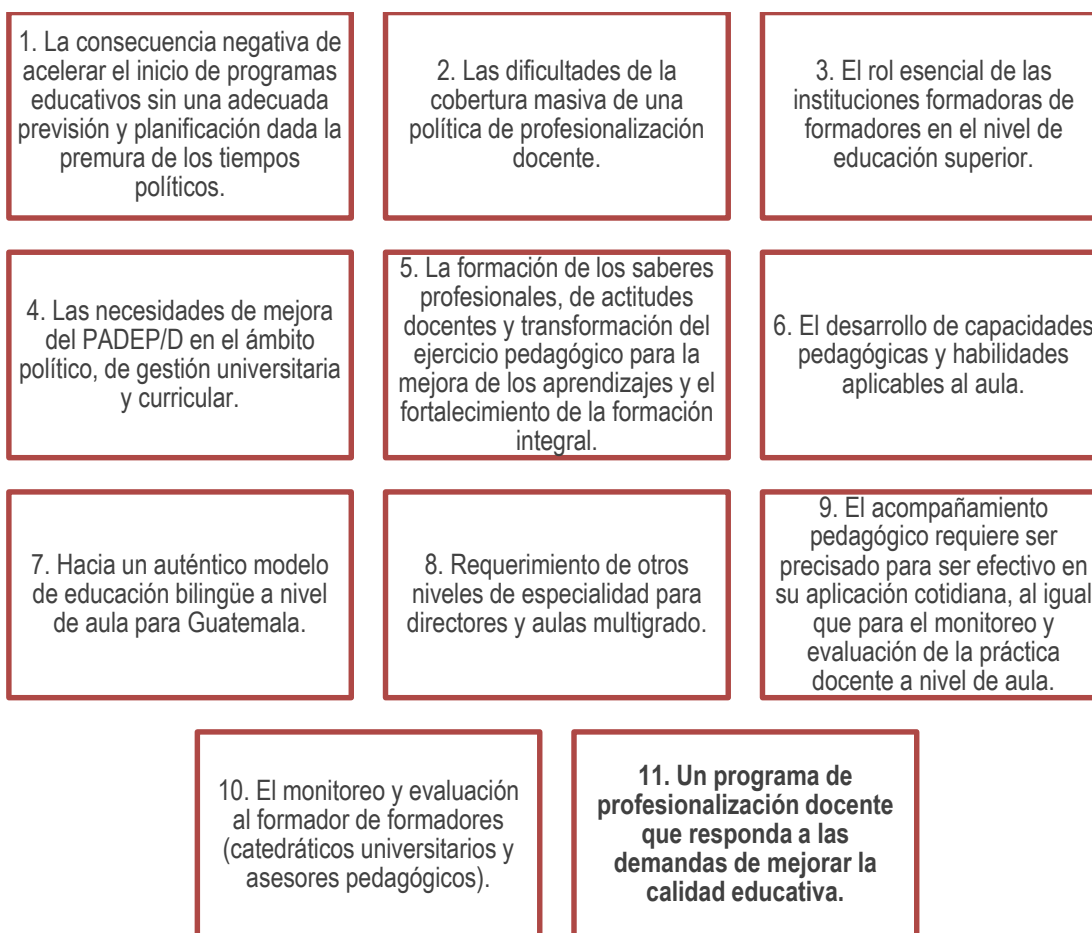 1. La consecuencia negativa de
acelerar el inicio de programas
educativos sin una adecuada
previsión y planificación dada la
premura de los tiempos
políticos.
2. Las dificultades de la
cobertura masiva de una
política de profesionalización
docente.
3. El rol esencial de las
instituciones formadoras de
formadores en el nivel de
educación superior.
4. Las necesidades de mejora
del PADEP/D en el ámbito
político, de gestión universitaria
y curricular.
5. La formación de los saberes
profesionales, de actitudes
docentes y transformación del
ejercicio pedagógico para la
mejora de los aprendizajes y el
fortalecimiento de la formación
integral.
6. El desarrollo de capacidades
pedagógicas y habilidades
aplicables al aula.
7. Hacia un auténtico modelo
de educación bilingüe a nivel
de aula para Guatemala.
8. Requerimiento de otros
niveles de especialidad para
directores y aulas multigrado.
9. El acompañamiento
pedagógico requiere ser
precisado para ser efectivo en
su aplicación cotidiana, al igual
que para el monitoreo y
evaluación de la práctica
docente a nivel de aula.
10. El monitoreo y evaluación
al formador de formadores
(catedráticos universitarios y
asesores pedagógicos).
11. Un programa de
profesionalización docente
que responda a las
demandas de mejorar la
calidad educativa.